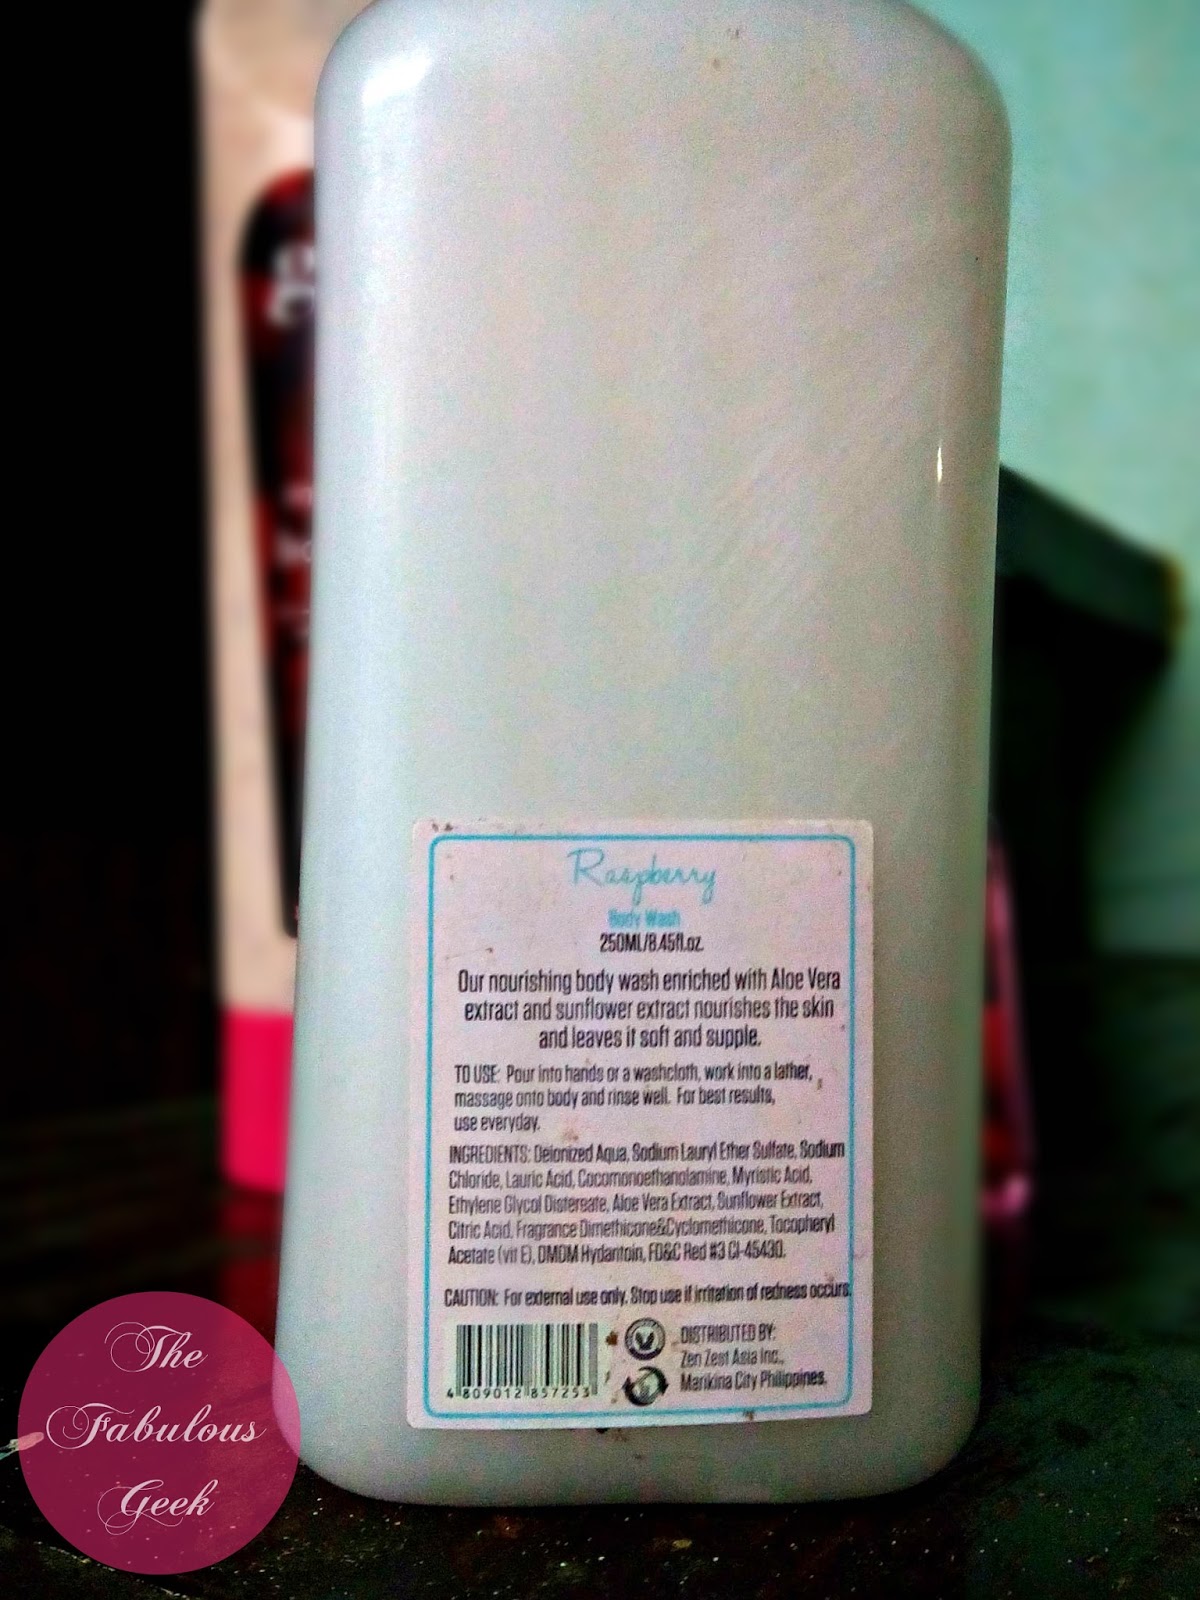 Raspberry
Body Wash
250ML/8.45fl.oz.
Our nourishing body wash enriched with Aloe Vera
extract and sunflower extract nourishes the skin
and leaves it soft and supple.
TO USE: Pour into hands or a washcloth, work into a lather,
massage onto body and rinse well. For best results,
use everyday.
INGREDIENTS: Deionized Aqua, Sodium Lauryl Ether Sulfate, Sodium
Chloride, Lauric Acid, Cocomonoethanolamine, Myristic Acid,
Ethylene Glycol Distereate, Aloe Vera Extract, Sunflower Extract,
Citric Acid, Fragrance Dimethicone&Cyclomethicone, Tocopheryl
Acetate (vit E), DMDM Hydantoin, FD&C Red #3 CI-45430.
CAUTION: For external use only. Stop use if irritation of redness occurs.
4 809012 857253
DISTRIBUTED BY:
Zen Zest Asia Inc.,
Marikina City Philippines.
The
Fabulous
Geek